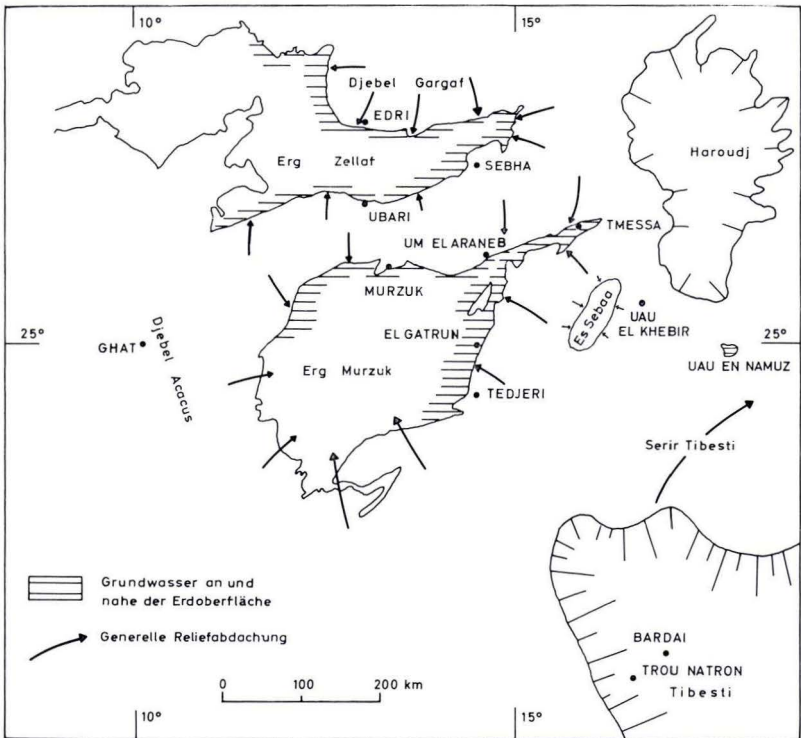 10° 15°
Djebel Gargaf
EDRI
Haroudj
Erg Zellaf
SEBHA
UBARI
TMESSA
UM EL ARANEB
MURZUK
Es Sebaa
UAU
EL KHEBIR
25° 25°
GHAT
Djebel Acacus
EL GATRUN
UAU EN NAMUZ
Erg Murzuk
TEDJERI
Serir Tibesti
Grundwasser an und
nahe der Erdoberfläche
Generelle Reliefabdachung
BARDAI
TROU NATRON
Tibesti
0 100 200 km
10° 15°